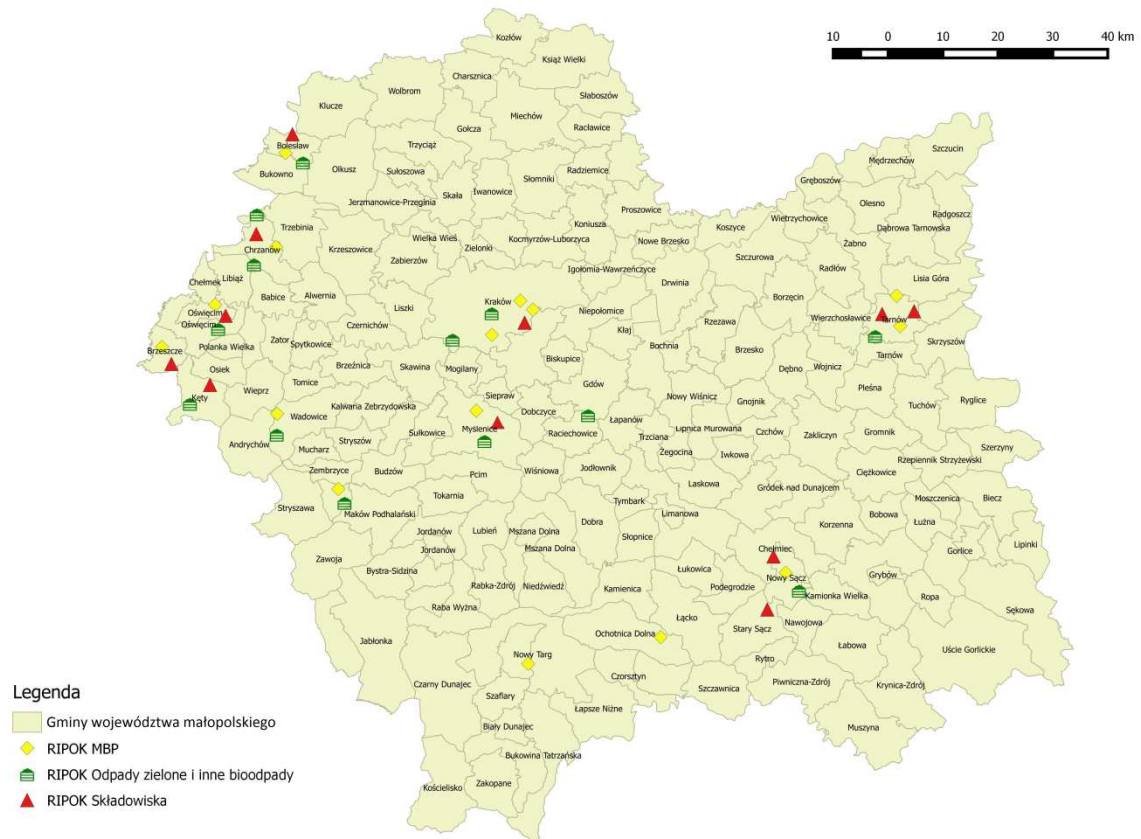 10 0 10 20 30 40 km
Kozłów
Książ Wielki
Charsznica
Wolbrom
Słaboszów
Klucze
Miechów
Racławice
Gołcza
Bolesław
Trzyciąż
Bukowno
Olkusz
Sułoszowa
Słomniki
Radziemice
Skała
Iwanowice
Jerzmanowice-Przeginia
Proszowice
Szczucin
Mędrzechów
Gręboszów
Olesno
Radgoszcz
Wietrzychowice
Dąbrowa Tarnowska
Koszyce
Trzebinia
Koniusza
Wielka Wieś
Zielonki
Kocmyrzów-Luborzyca
Nowe Brzesko
Krzeszowice
Chrzanów
Zabierzów
Żabno
Szczurowa
Radłów
Igołomia-Wawrzeńczyce
Drwinia
Lisia Góra
Libiąż
Chełmek
Babice
Alwernia
Liszki
Kraków
Niepołomice
Borzęcin
Wierzchosławice
Tarnów
Oświęcim
Oświęcim
Czernichów
Kłaj
Rzezawa
Skrzyszów
Brzeszcze
Polanka Wielka
Zator
Spytkowice
Bochnia
Brzesko
Tarnów
Osiek
Brzeźnica
Skawina
Mogilany
Biskupice
Dębno
Wojnicz
Kęty
Wieprz
Tomice
Gdów
Pleśna
Siepraw
Nowy Wiśnicz
Gnojnik
Tuchów
Ryglice
Wadowice
Kalwaria Zebrzydowska
Dobczyce
Łapanów
Andrychów
Sułkowice
Myślenice
Raciechowice
Trzciana
Lipnica Murowana
Czchów
Zakliczyn
Gromnik
Mucharz
Stryszów
Żegocina
Iwkowa
Szerzyny
Rzepiennik Strzyżewski
Zembrzyce
Budzów
Pcim
Wiśniowa
Jodłownik
Laskowa
Ciężkowice
Stryszawa
Maków Podhalański
Tokarnia
Tymbark
Gródek nad Dunajcem
Moszczenica
Biecz
Limanowa
Bobowa
Łużna
Korzenna
Jordanów
Lubień
Mszana Dolna
Dobra
Słopnice
Jordanów
Mszana Dolna
Chełmiec
Gorlice
Lipinki
Zawoja
Bystra-Sidzina
Łukowica
Nowy Sącz
Grybów
Rabka-Zdrój
Niedźwiedź
Kamienica
Podegrodzie
Kamionka Wielka
Ropa
Sękowa
Raba Wyżna
Łącko
Nawojowa
Stary Sącz
Jabłonka
Ochotnica Dolna
Łabowa
Uście Gorlickie
Nowy Targ
Rytro
Czarny Dunajec
Czorsztyn
Szczawnica
Piwniczna-Zdrój
Krynica-Zdrój
Szaflary
Łapsze Niżne
Muszyna
Biały Dunajec
Bukowina Tatrzańska
Kościelisko
Zakopane
Legenda
Gminy województwa małopolskiego
RIPOK MBP
RIPOK Odpady zielone i inne bioodpady
RIPOK Składowiska